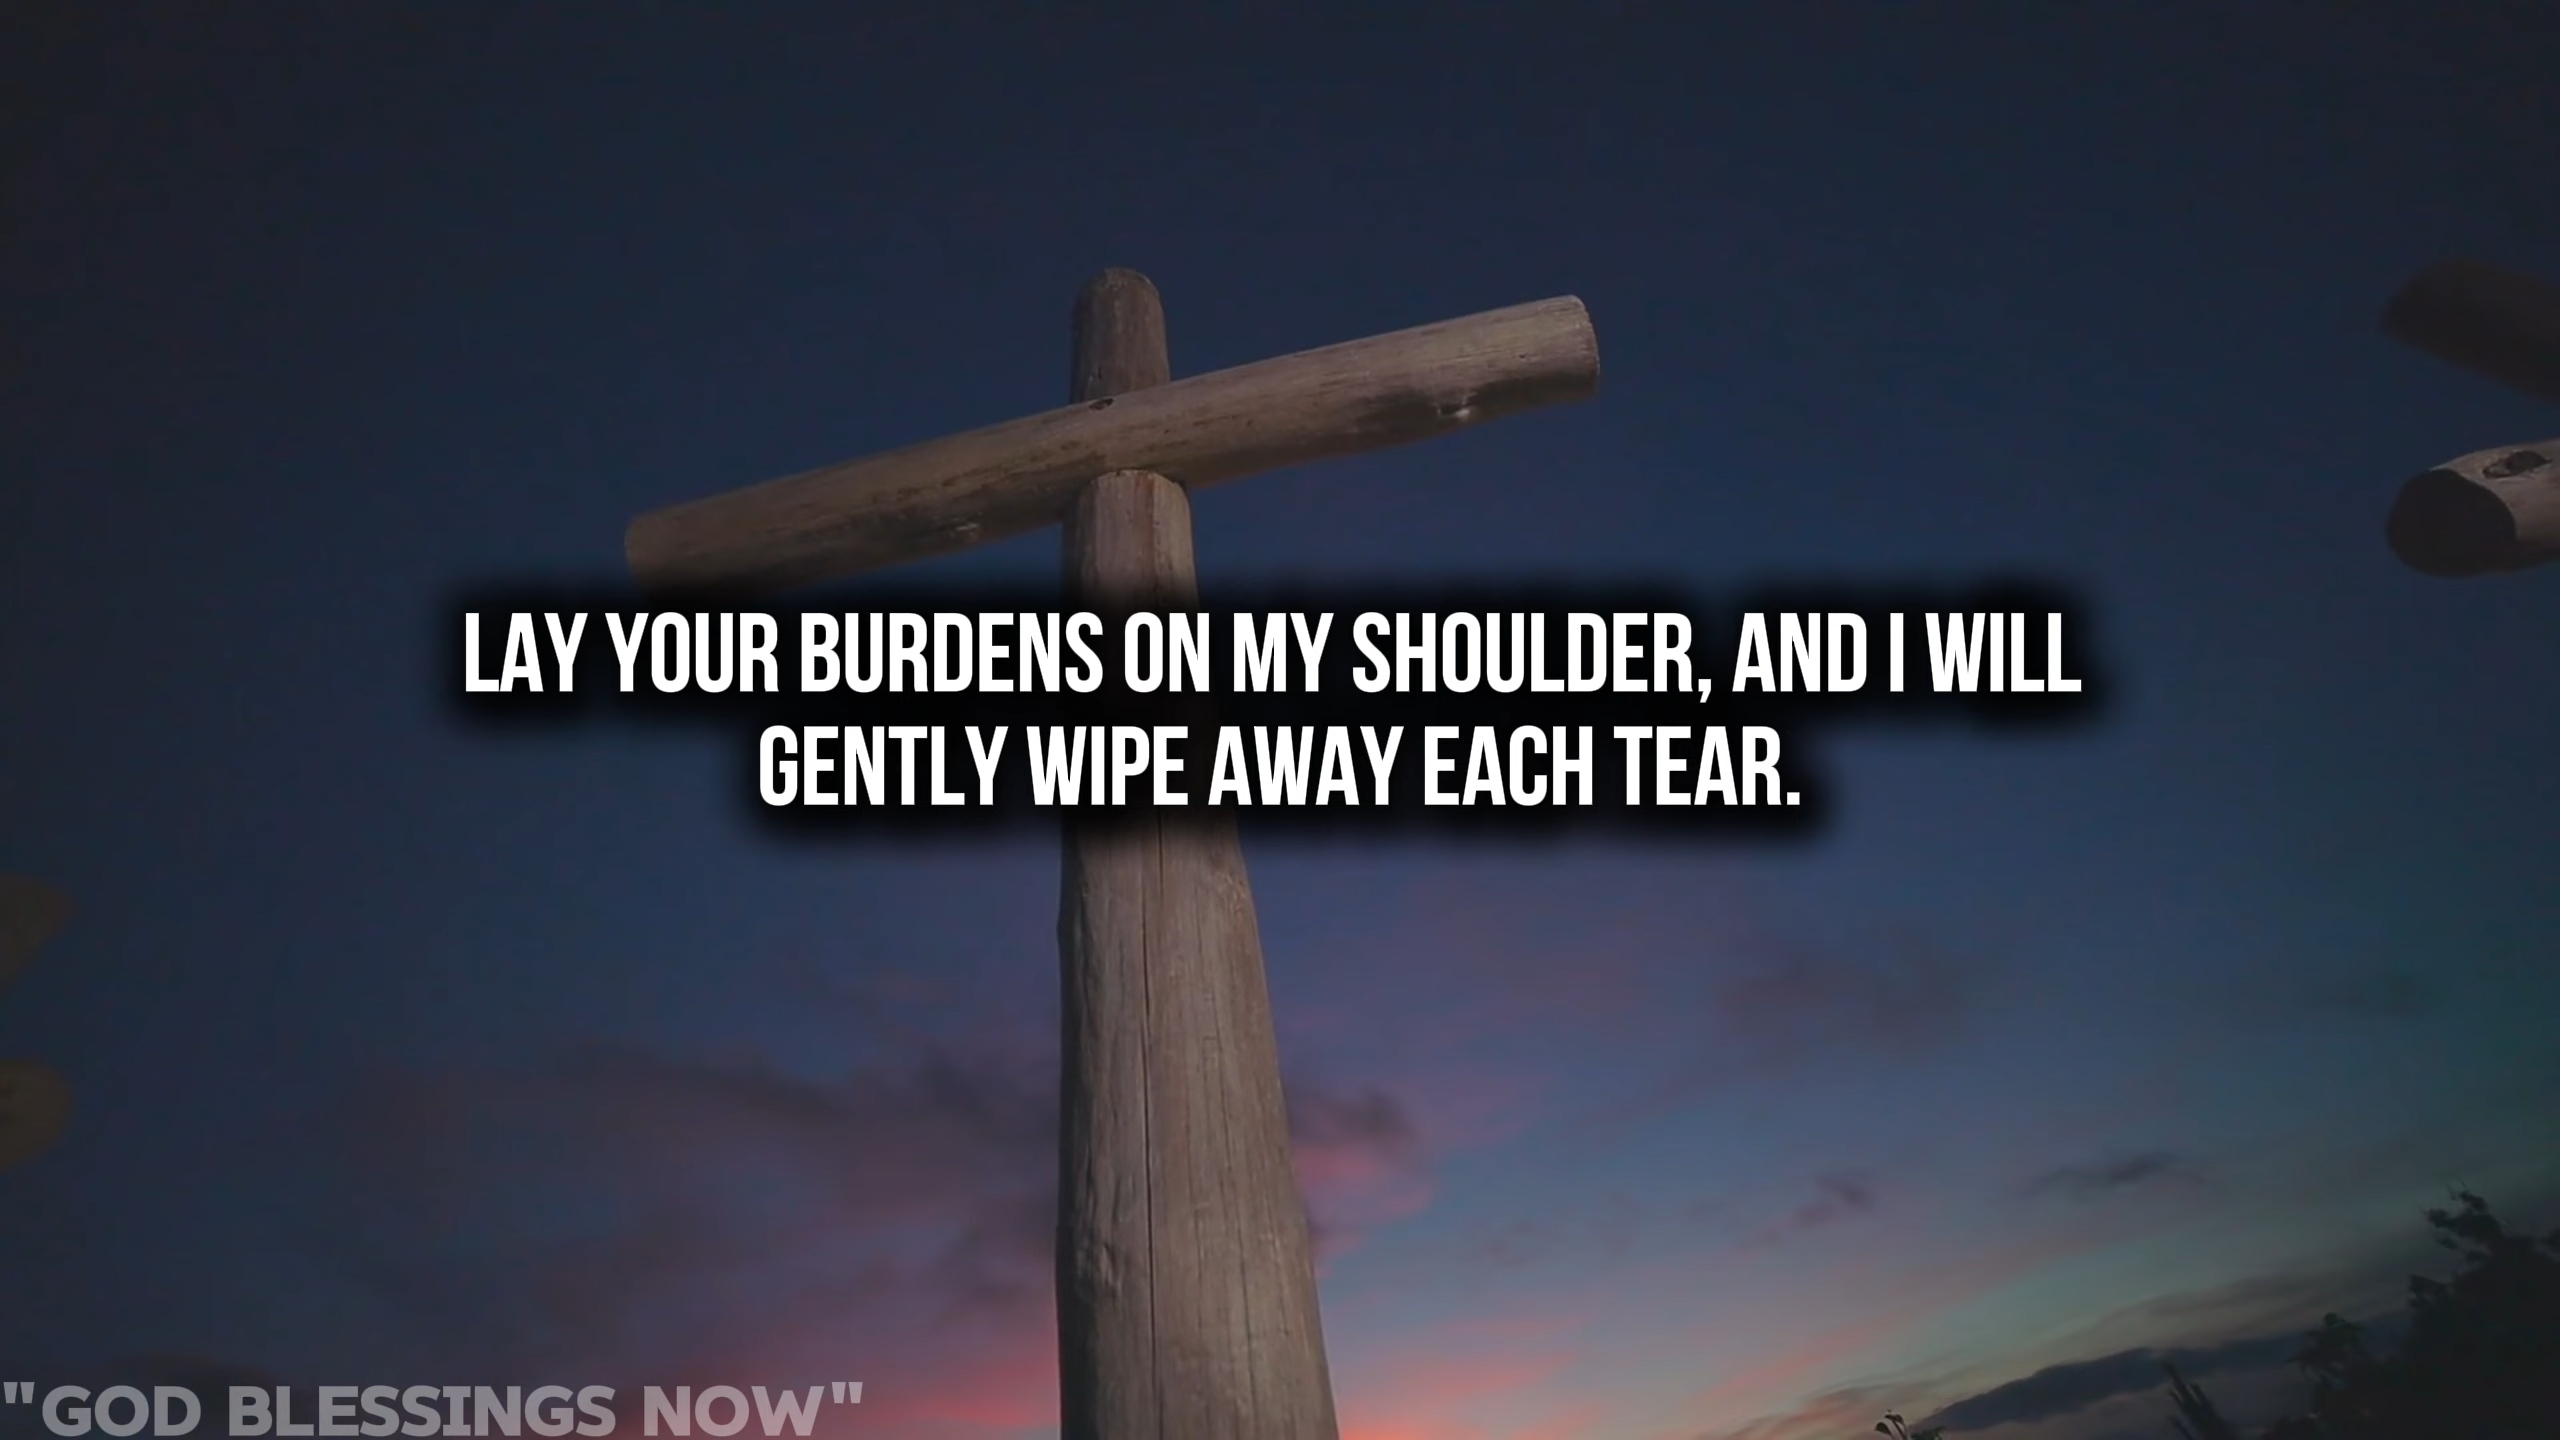 LAY YOUR BURDENS ON MY SHOULDER, AND I WILL
GENTLY WIPE AWAY EACH TEAR.
"GOD BLESSINGS NOW"